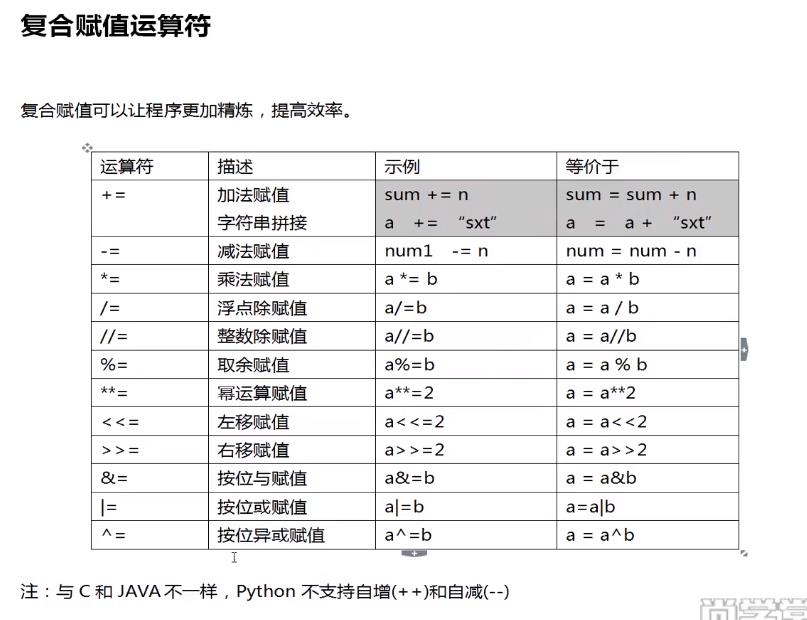 复合赋值运算符
复合赋值可以让程序更加精炼，提高效率。
运算符 描述 示例 等价于
+= 加法赋值 sum += n sum = sum + n
字符串拼接 a += “sxt” a = a + “sxt”
-= 减法赋值 num1 -= n num = num - n
*= 乘法赋值 a *= b a = a * b
/= 浮点除赋值 a/=b a = a / b
//= 整数除赋值 a//=b a = a//b
%= 取余赋值 a%=b a = a % b
**= 幂运算赋值 a**=2 a = a**2
<<= 左移赋值 a<<=2 a = a<<2
>>= 右移赋值 a>>=2 a = a>>2
&= 按位与赋值 a&=b a = a&b
|= 按位或赋值 a|=b a=a|b
^= 按位异或赋值 a^=b a = a^b
注：与 C 和 JAVA 不一样，Python 不支持自增(++)和自减(--)